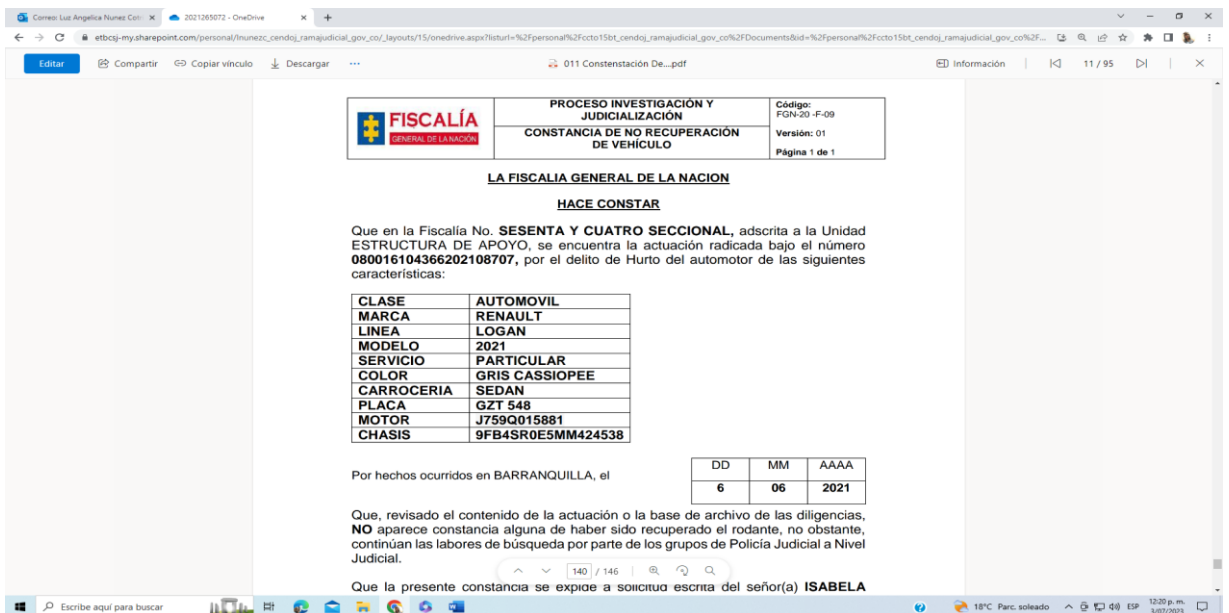 Correo: Luz Angelica Nunez Con
2021265072 - OneDrive
etbcsj-my.sharepoint.com/personal/lnunezc_cendoj_ramajudicial_gov_co/_layouts/15/onedrive.aspx?listurl=%2Fpersonal%2Fccto15bt_cendoj_ramajudicial_gov_co%2FDocuments&id=%2Fpersonal%2Fccto15bt_cendoj_ramajudicial_gov_co%2F...
Editar Compartir Copiar vínculo Descargar ... 011 Constenstación De....pdf Información 11 / 95
FISCALÍA
GENERAL DE LA NACIÓN
PROCESO INVESTIGACIÓN Y
JUDICIALIZACIÓN
CONSTANCIA DE NO RECUPERACIÓN
DE VEHÍCULO
Código:
FGN-20 -F-09
Versión: 01
Página 1 de 1
LA FISCALIA GENERAL DE LA NACION
HACE CONSTAR
Que en la Fiscalía No. SESENTA Y CUATRO SECCIONAL, adscrita a la Unidad
ESTRUCTURA DE APOYO, se encuentra la actuación radicada bajo el número
080016104366202108707, por el delito de Hurto del automotor de las siguientes
características:
CLASE AUTOMOVIL
MARCA RENAULT
LINEA LOGAN
MODELO 2021
SERVICIO PARTICULAR
COLOR GRIS CASSIOPEE
CARROCERIA SEDAN
PLACA GZT 548
MOTOR J759Q015881
CHASIS 9FB4SR0E5MM424538
Por hechos ocurridos en BARRANQUILLA, el
DD MM AAAA
6 06 2021
Que, revisado el contenido de la actuación o la base de archivo de las diligencias,
NO aparece constancia alguna de haber sido recuperado el rodante, no obstante,
continúan las labores de búsqueda por parte de los grupos de Policía Judicial a Nivel
Judicial.
140 / 146
Que la presente constancia se expide a solicitud escrita del señor(a) ISABELA
Escribe aquí para buscar
18°C Parc. soleado ESP 12:20 p. m.
3/07/2023